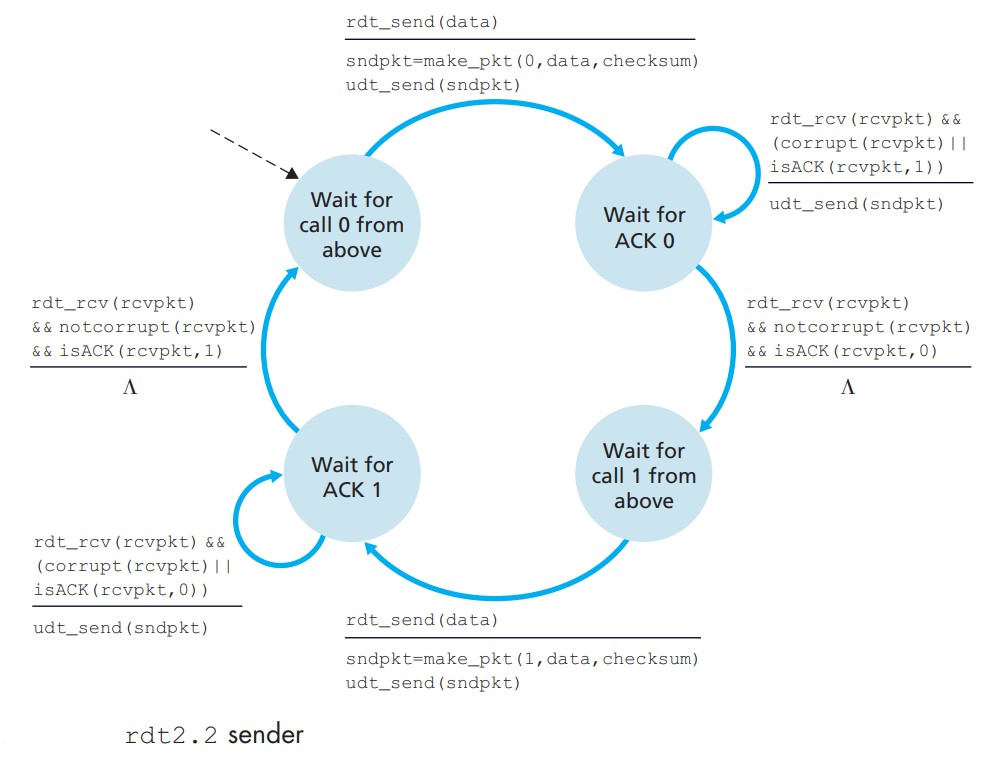 rdt_send(data)
sndpkt=make_pkt(0,data,checksum)
udt_send(sndpkt)
rdt_rcv(rcvpkt) &&
(corrupt(rcvpkt)||
isACK(rcvpkt,1))
udt_send(sndpkt)
Wait for
call 0 from
above
Wait for
ACK 0
rdt_rcv(rcvpkt)
&& notcorrupt(rcvpkt)
&& isACK(rcvpkt,1)
Λ
rdt_rcv(rcvpkt)
&& notcorrupt(rcvpkt)
&& isACK(rcvpkt,0)
Λ
Wait for
ACK 1
Wait for
call 1 from
above
rdt_rcv(rcvpkt) &&
(corrupt(rcvpkt)||
isACK(rcvpkt,0))
udt_send(sndpkt)
rdt_send(data)
sndpkt=make_pkt(1,data,checksum)
udt_send(sndpkt)
rdt2.2 sender